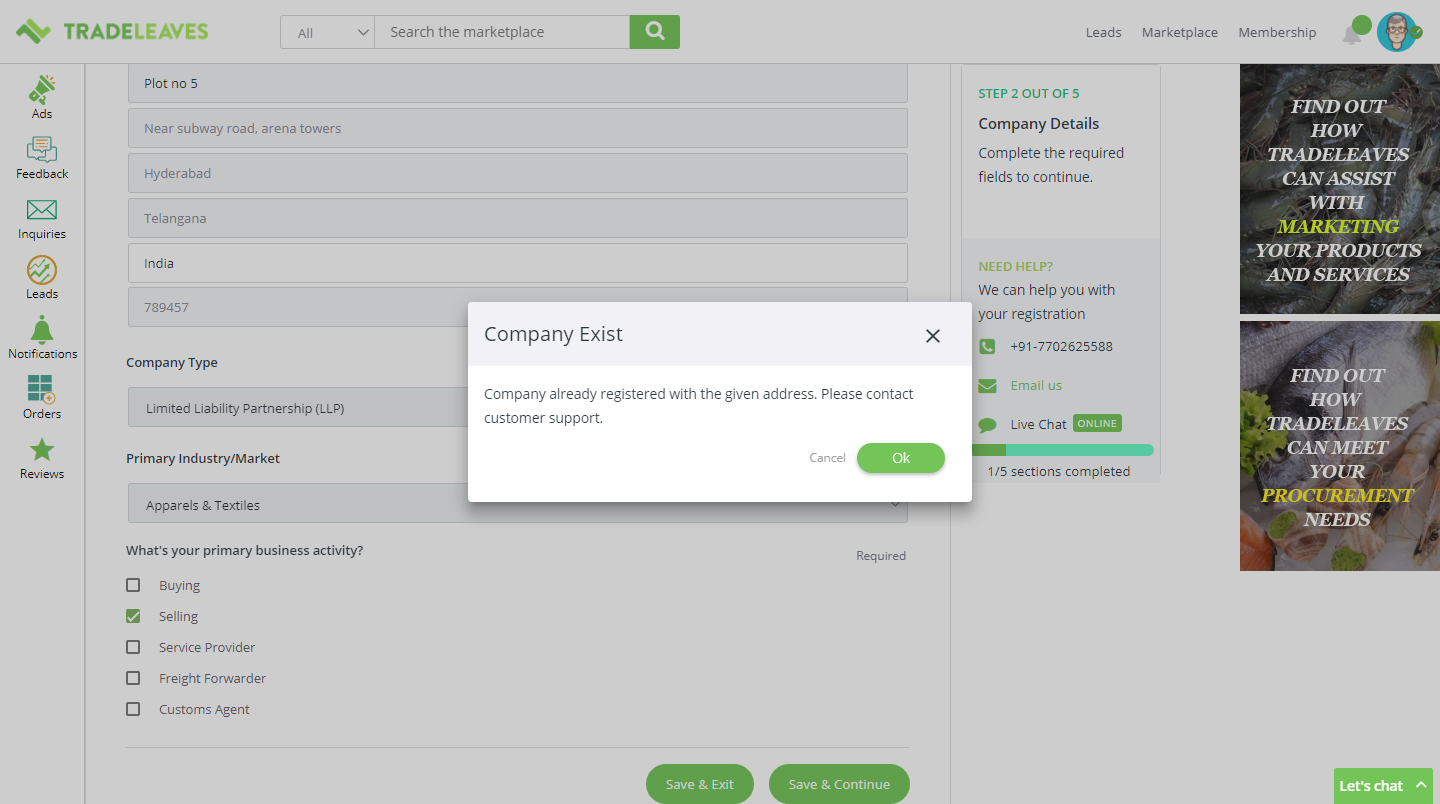 TRADELEAVES
All
Search the marketplace
Leads
Marketplace
Membership
Ads
Feedback
Inquiries
Leads
Notifications
Orders
Reviews
Plot no 5
Near subway road, arena towers
Hyderabad
Telangana
India
789457
Company Type
Limited Liability Partnership (LLP)
Primary Industry/Market
Apparels & Textiles
What's your primary business activity?
Required
Buying
Selling
Service Provider
Freight Forwarder
Customs Agent
Save & Exit
Save & Continue
Company Exist
Company already registered with the given address. Please contact
customer support.
Cancel
Ok
STEP 2 OUT OF 5
Company Details
Complete the required
fields to continue.
NEED HELP?
We can help you with
your registration
+91-7702625588
Email us
Live Chat ONLINE
1/5 sections completed
FIND OUT
HOW
TRADELEAVES
CAN ASSIST
WITH
MARKETING
YOUR PRODUCTS
AND SERVICES
FIND OUT
HOW
TRADELEAVES
CAN MEET
YOUR
PROCUREMENT
NEEDS
Let's chat